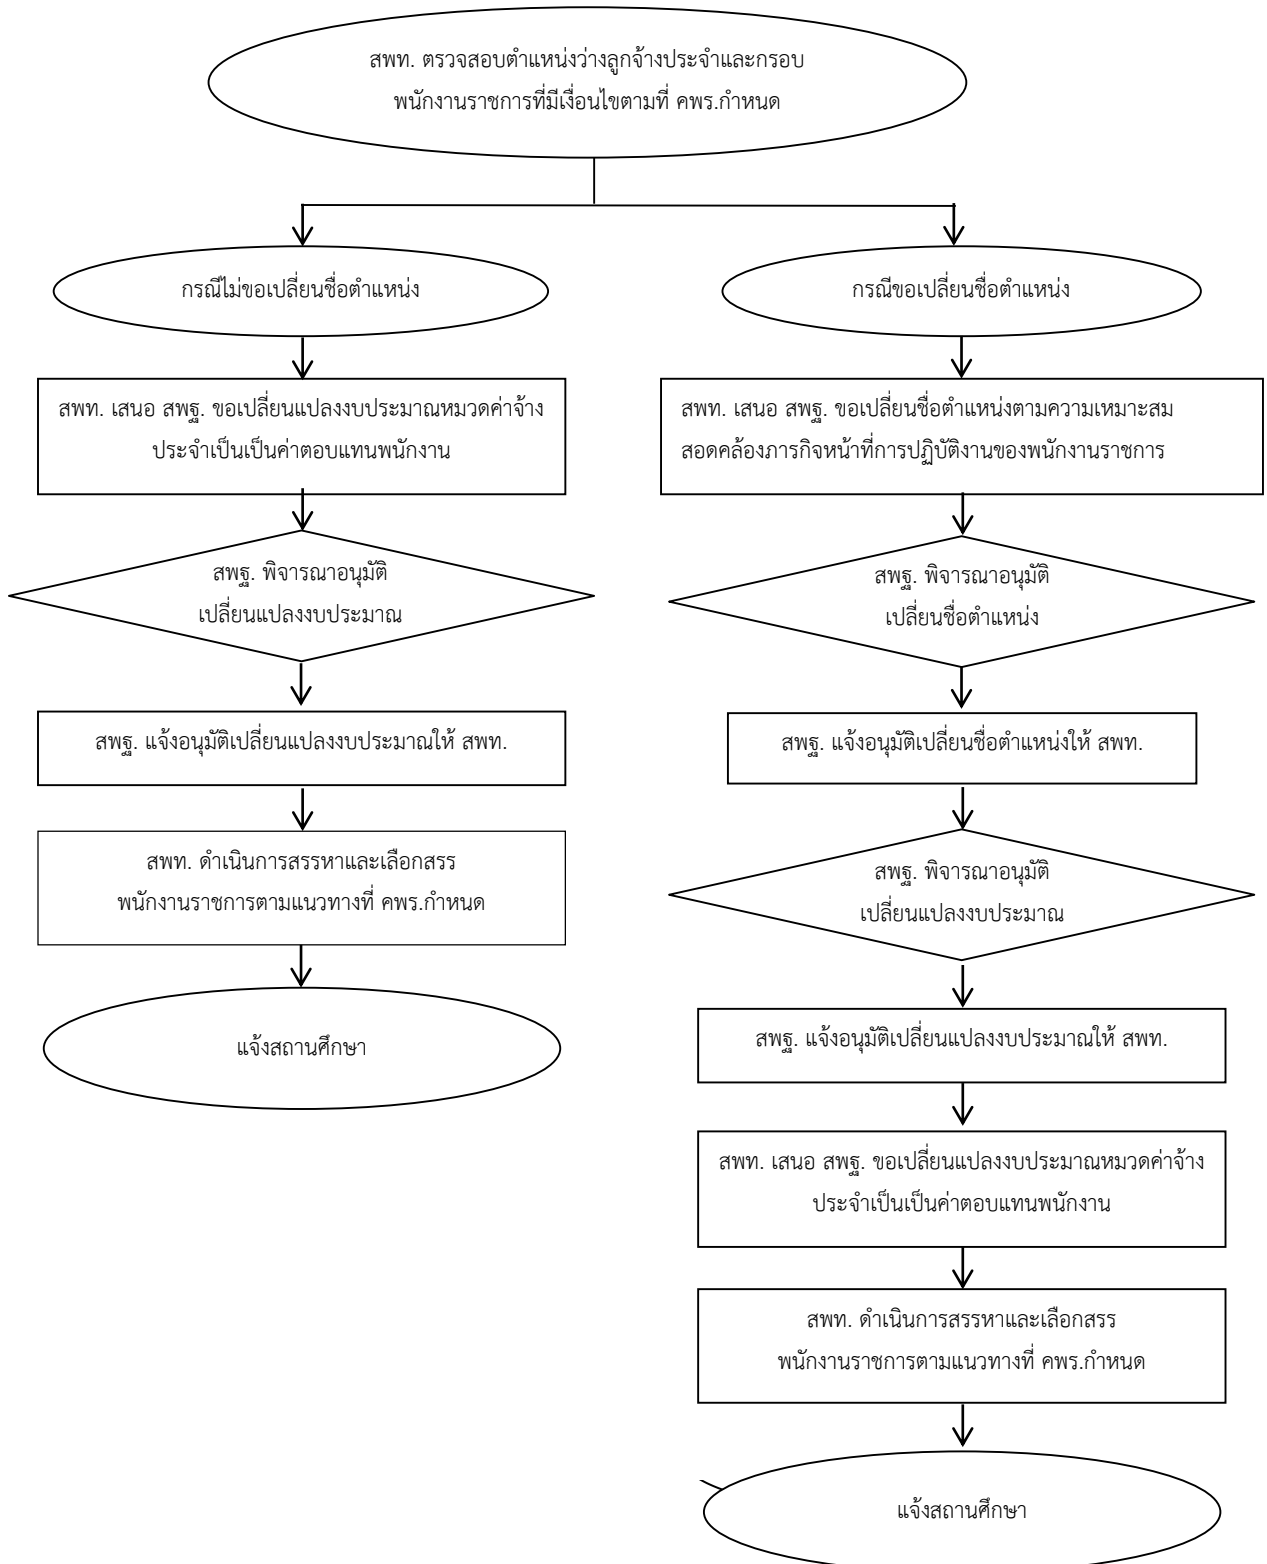 สพท. ตรวจสอบตำแหน่งว่างลูกจ้างประจำและกรอบ
พนักงานราชการที่มีเงื่อนไขตามที่ คพร.กำหนด
กรณีไม่ขอเปลี่ยนชื่อตำแหน่ง
สพท. เสนอ สพฐ. ขอเปลี่ยนแปลงงบประมาณหมวดค่าจ้าง
ประจำเป็นเป็นค่าตอบแทนพนักงาน
สพฐ. พิจารณาอนุมัติ
เปลี่ยนแปลงงบประมาณ
สพฐ. แจ้งอนุมัติเปลี่ยนแปลงงบประมาณให้ สพท.
สพท. ดำเนินการสรรหาและเลือกสรร
พนักงานราชการตามแนวทางที่ คพร.กำหนด
แจ้งสถานศึกษา
กรณีขอเปลี่ยนชื่อตำแหน่ง
สพท. เสนอ สพฐ. ขอเปลี่ยนชื่อตำแหน่งตามความเหมาะสม
สอดคล้องภารกิจหน้าที่การปฏิบัติงานของพนักงานราชการ
สพฐ. พิจารณาอนุมัติ
เปลี่ยนชื่อตำแหน่ง
สพฐ. แจ้งอนุมัติเปลี่ยนชื่อตำแหน่งให้ สพท.
สพฐ. พิจารณาอนุมัติ
เปลี่ยนแปลงงบประมาณ
สพฐ. แจ้งอนุมัติเปลี่ยนแปลงงบประมาณให้ สพท.
สพท. เสนอ สพฐ. ขอเปลี่ยนแปลงงบประมาณหมวดค่าจ้าง
ประจำเป็นเป็นค่าตอบแทนพนักงาน
สพท. ดำเนินการสรรหาและเลือกสรร
พนักงานราชการตามแนวทางที่ คพร.กำหนด
แจ้งสถานศึกษา